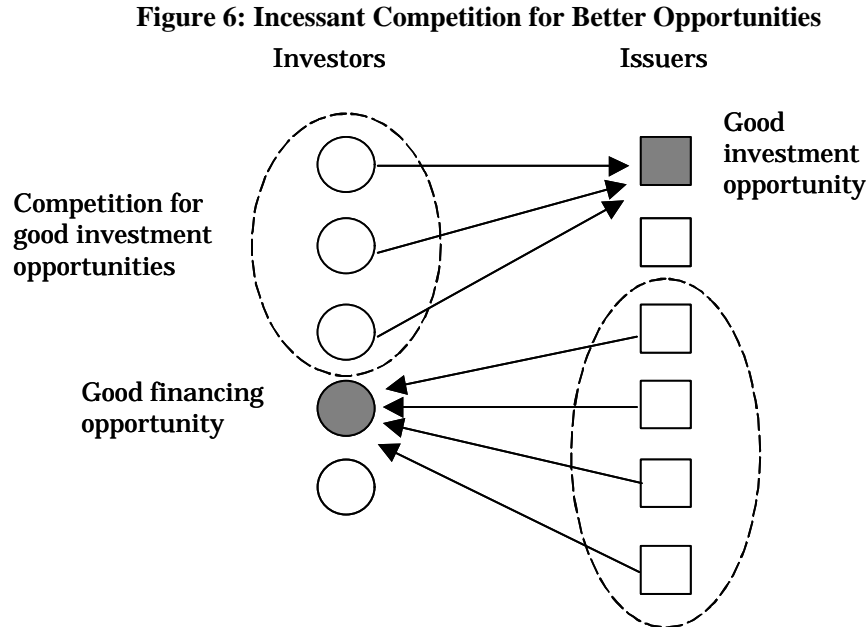 Figure 6: Incessant Competition for Better Opportunities
Investors
Issuers
Good
investment
opportunity
Competition for
good investment
opportunities
Good financing
opportunity